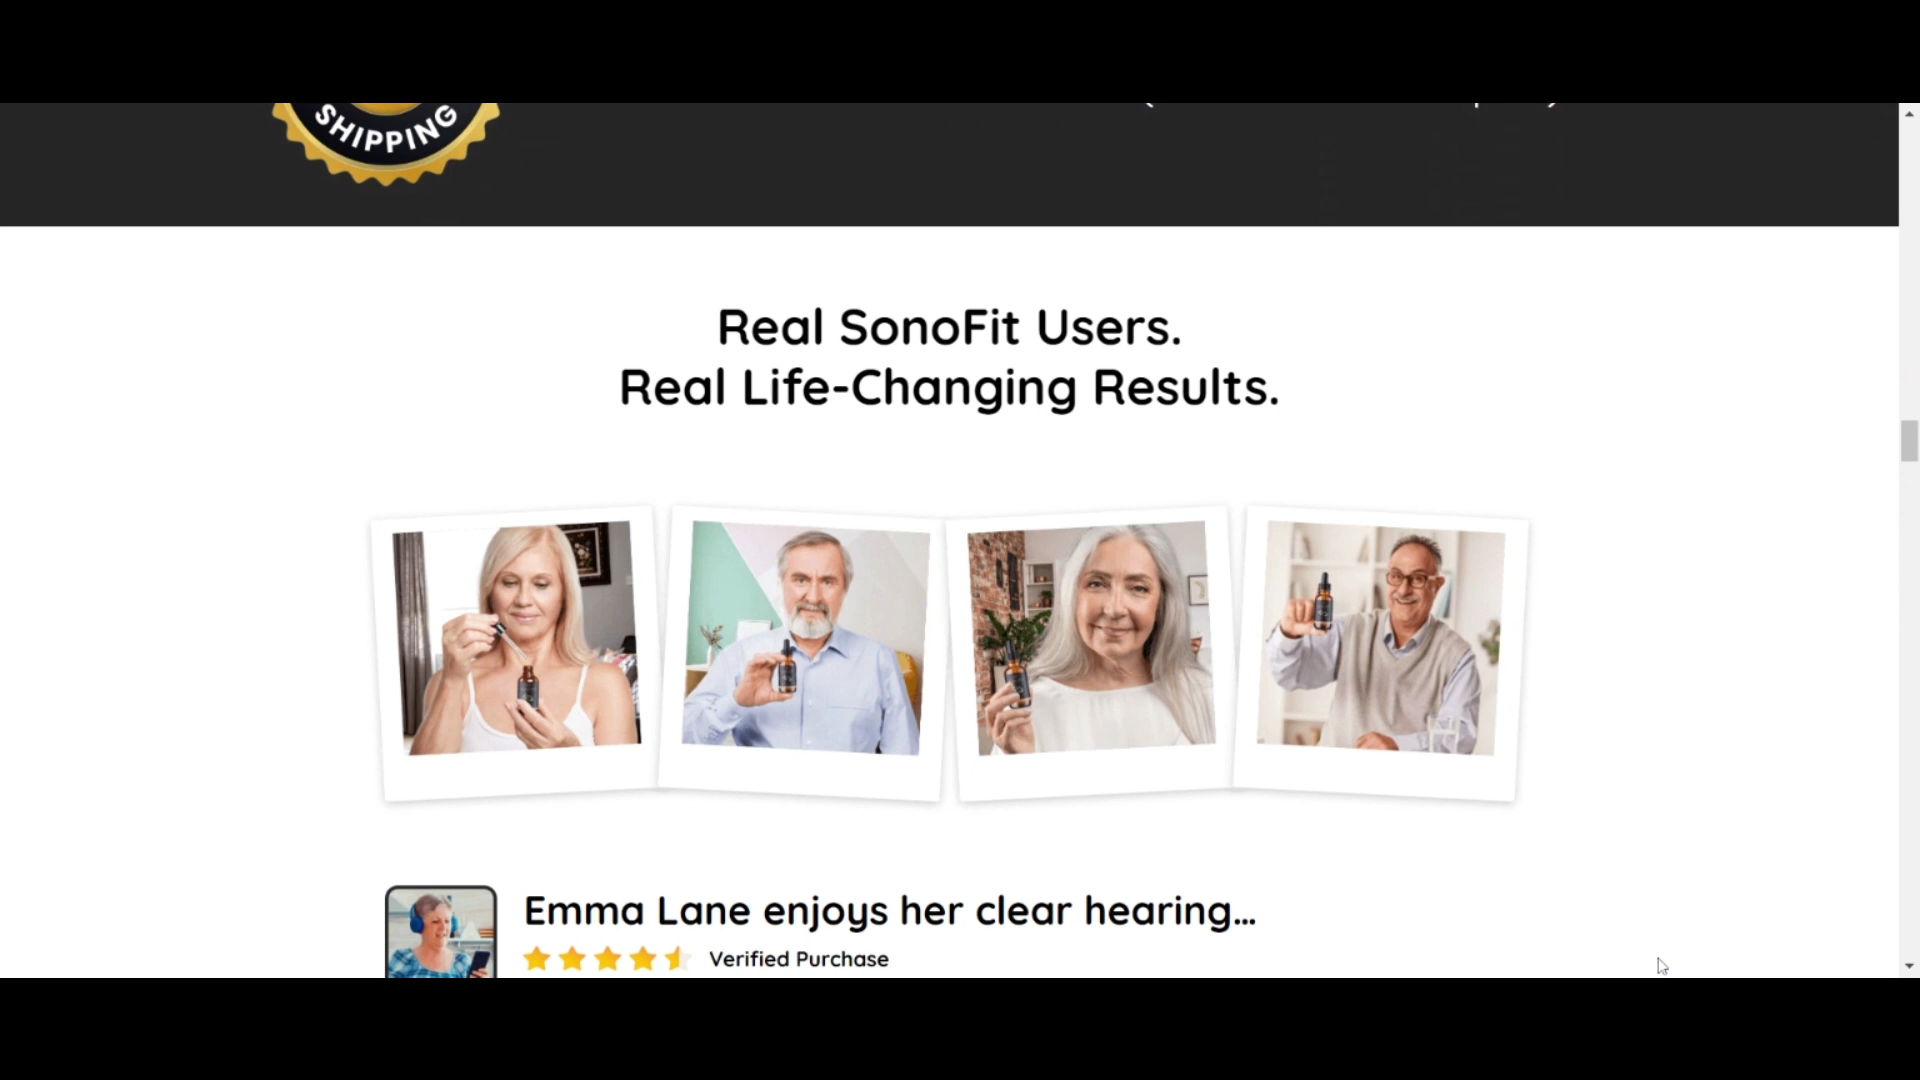 SHIPPING
Real SonoFit Users.
Real Life-Changing Results.
Emma Lane enjoys her clear hearing...
Verified Purchase